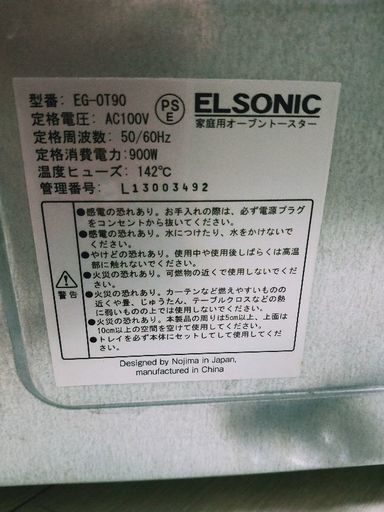 型番: EG-OT90
定格電圧: AC100V
PS
E
ELSONIC
家庭用オーブントースター
定格周波数: 50/60Hz
定格消費電力:900W
温度ヒューズ: 142℃
管理番号: L13003492
警告
●感電の恐れあり。お手入れの際は、必ず電源プラグ
をコンセントから抜いてください。
●感電の恐れあり。水につけたり、水をかけないで
ください。
●やけどの恐れあり。使用中や使用後しばらくは高温
部に触れないでください。
●火災の恐れあり。可燃物の近くで使用しないでくだ
さい。
●火災の恐れあり。カーテンなど燃えやすいものの
近くや畳、じゅうたん、テーブルクロスなどの熱
に弱いものの上では使用しないでください。
●火災の恐れあり。本製品の周りは5cm以上、上面は
10cm以上の空間を空けて使用してください。
●トレイを必ず本体にセットしてして使用してくだ
さい。
Designed by Nojima in Japan,
manufactured in China